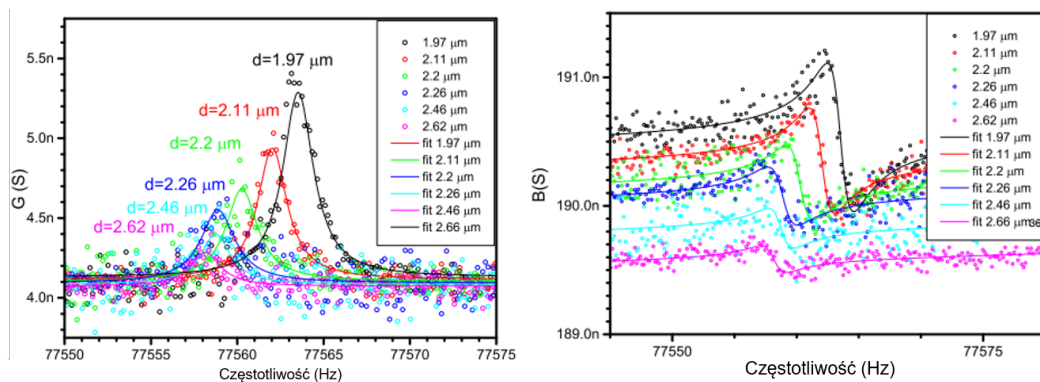 5.5n
5.0n
4.5n
4.0n
G (S)
77550
77555
77560
77565
77570
77575
Częstotliwość (Hz)
d=1.97 μm
d=2.11 μm
d=2.2 μm
d=2.26 μm
d=2.46 μm
d=2.62 μm
1.97 μm
2.11 μm
2.2 μm
2.26 μm
2.46 μm
2.62 μm
fit 1.97 μm
fit 2.11 μm
fit 2.2 μm
fit 2.26 μm
fit 2.46 μm
fit 2.66 μm
191.0n
190.0n
189.0n
B(S)
77550
77575
Częstotliwość (Hz)
1.97 μm
2.11 μm
2.2 μm
2.26 μm
2.46 μm
2.62 μm
fit 1.97 μm
fit 2.11 μm
fit 2.2 μm
fit 2.26 μm
fit 2.46 μm
fit 2.66 μm
36